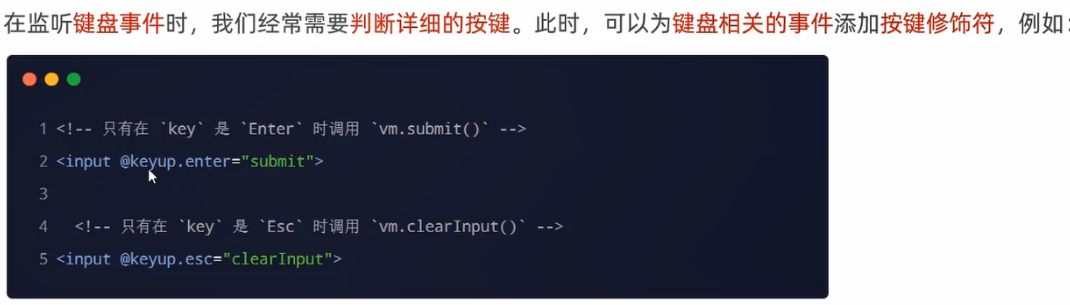 在监听键盘事件时，我们经常需要判断详细的按键。此时，可以为键盘相关的事件添加按键修饰符，例如：
1 <!-- 只有在 `key` 是 `Enter` 时调用 `vm.submit()` -->
2 <input @keyup.enter="submit">
3
4 <!-- 只有在 `key` 是 `Esc` 时调用 `vm.clearInput()` -->
5 <input @keyup.esc="clearInput">